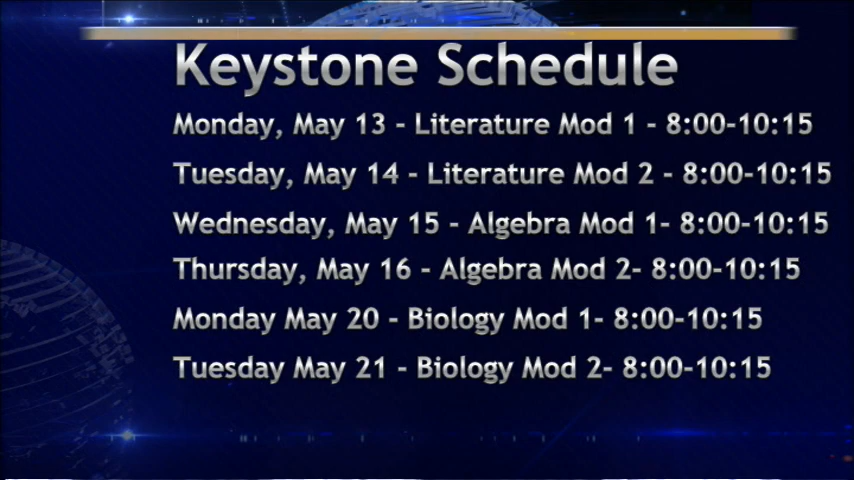 Keystone Schedule
Monday, May 13 - Literature Mod 1 - 8:00-10:15
Tuesday, May 14 - Literature Mod 2 - 8:00-10:15
Wednesday, May 15 - Algebra Mod 1- 8:00-10:15
Thursday, May 16 - Algebra Mod 2- 8:00-10:15
Monday May 20 - Biology Mod 1- 8:00-10:15
Tuesday May 21 - Biology Mod 2- 8:00-10:15